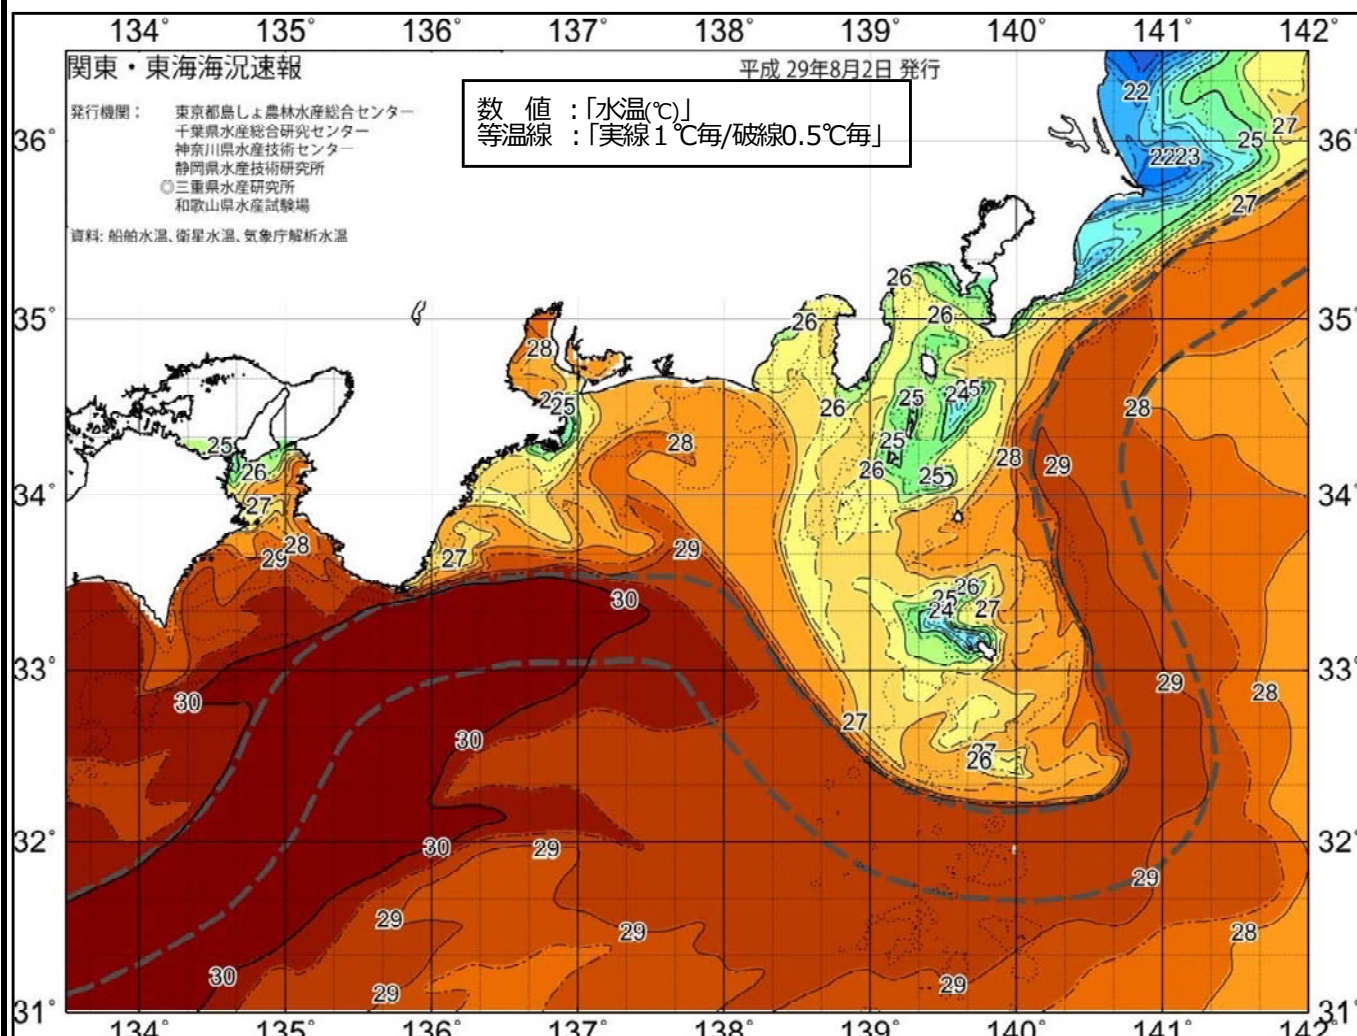 134° 135° 136° 137° 138° 139° 140° 141° 142°
関東・東海海況速報
平成 29年8月2日 発行
数 値 :「水温(℃)」
等温線 :「実線1℃毎/破線0.5℃毎」
発行機関: 東京都島しょ農林水産総合センター
千葉県水産総合研究センター
神奈川県水産技術センター
静岡県水産技術研究所
◎三重県水産研究所
和歌山県水産試験場
資料: 船舶水温、衛星水温、気象庁解析水温
22
36° 27 36°
25
2223
27
26
35° 26 26 35°
28
28
25 25 24
26
25 28 25
26 28 29
26 25
34° 27 34°
28 29
29 27
26
30 25 27
24
33° 33°
29 28
30
27
30 27
26
32° 30 29 32°
29
29 29 28
30 29 29
31° 31°
134° 135° 136° 137° 138° 139° 140° 141° 142°